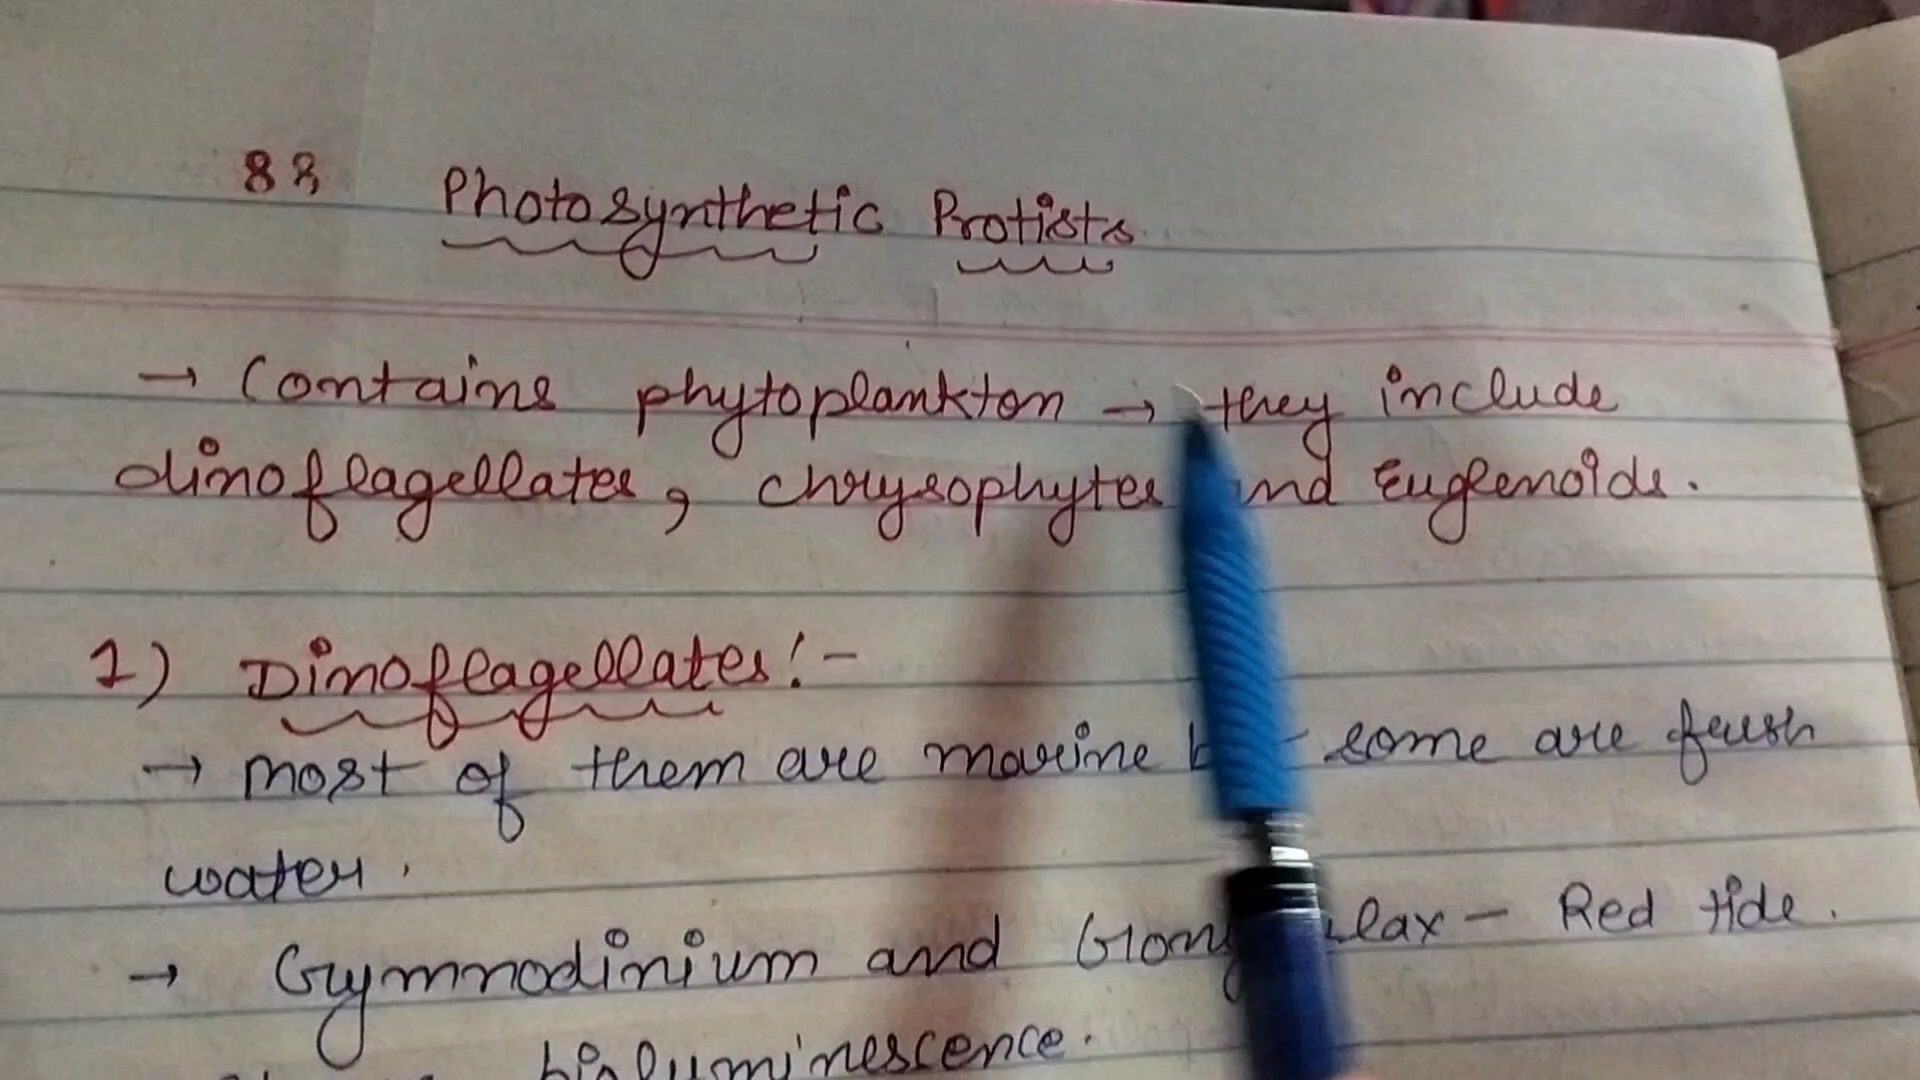 88, Photosynthetic Protists.
→ Contains phytoplankton → they include
dinoflagellates, chrysophytes and Euglenoids.
1) Dinoflagellates:-
→ most of them are marine some are fresh
water.
→ Gymnodinium and - Red tide.
bioluminescence.